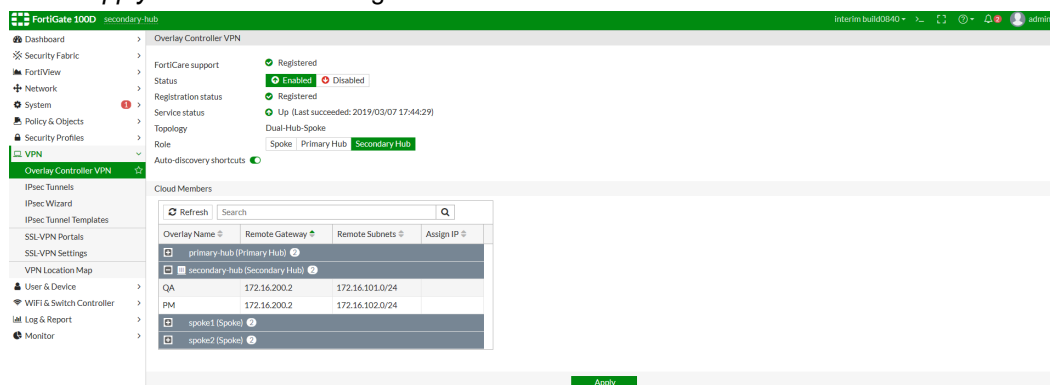 FortiGate 100D secondary-hub interim build0840 >_ 2 admin
Dashboard
Security Fabric
FortiView
Network
System 1
Policy & Objects
Security Profiles
VPN
Overlay Controller VPN
IPsec Tunnels
IPsec Wizard
IPsec Tunnel Templates
SSL-VPN Portals
SSL-VPN Settings
VPN Location Map
User & Device
WiFi & Switch Controller
Log & Report
Monitor
Overlay Controller VPN
FortiCare support Registered
Status Enabled Disabled
Registration status Registered
Service status Up (Last succeeded: 2019/03/07 17:44:29)
Topology Dual-Hub-Spoke
Role Spoke Primary Hub Secondary Hub
Auto-discovery shortcuts
Cloud Members
Refresh Search
Overlay Name Remote Gateway Remote Subnets Assign IP
primary-hub (Primary Hub) 2
secondary-hub (Secondary Hub) 2
QA 172.16.200.2 172.16.101.0/24
PM 172.16.200.2 172.16.102.0/24
spoke1 (Spoke) 2
spoke2 (Spoke) 2
Apply